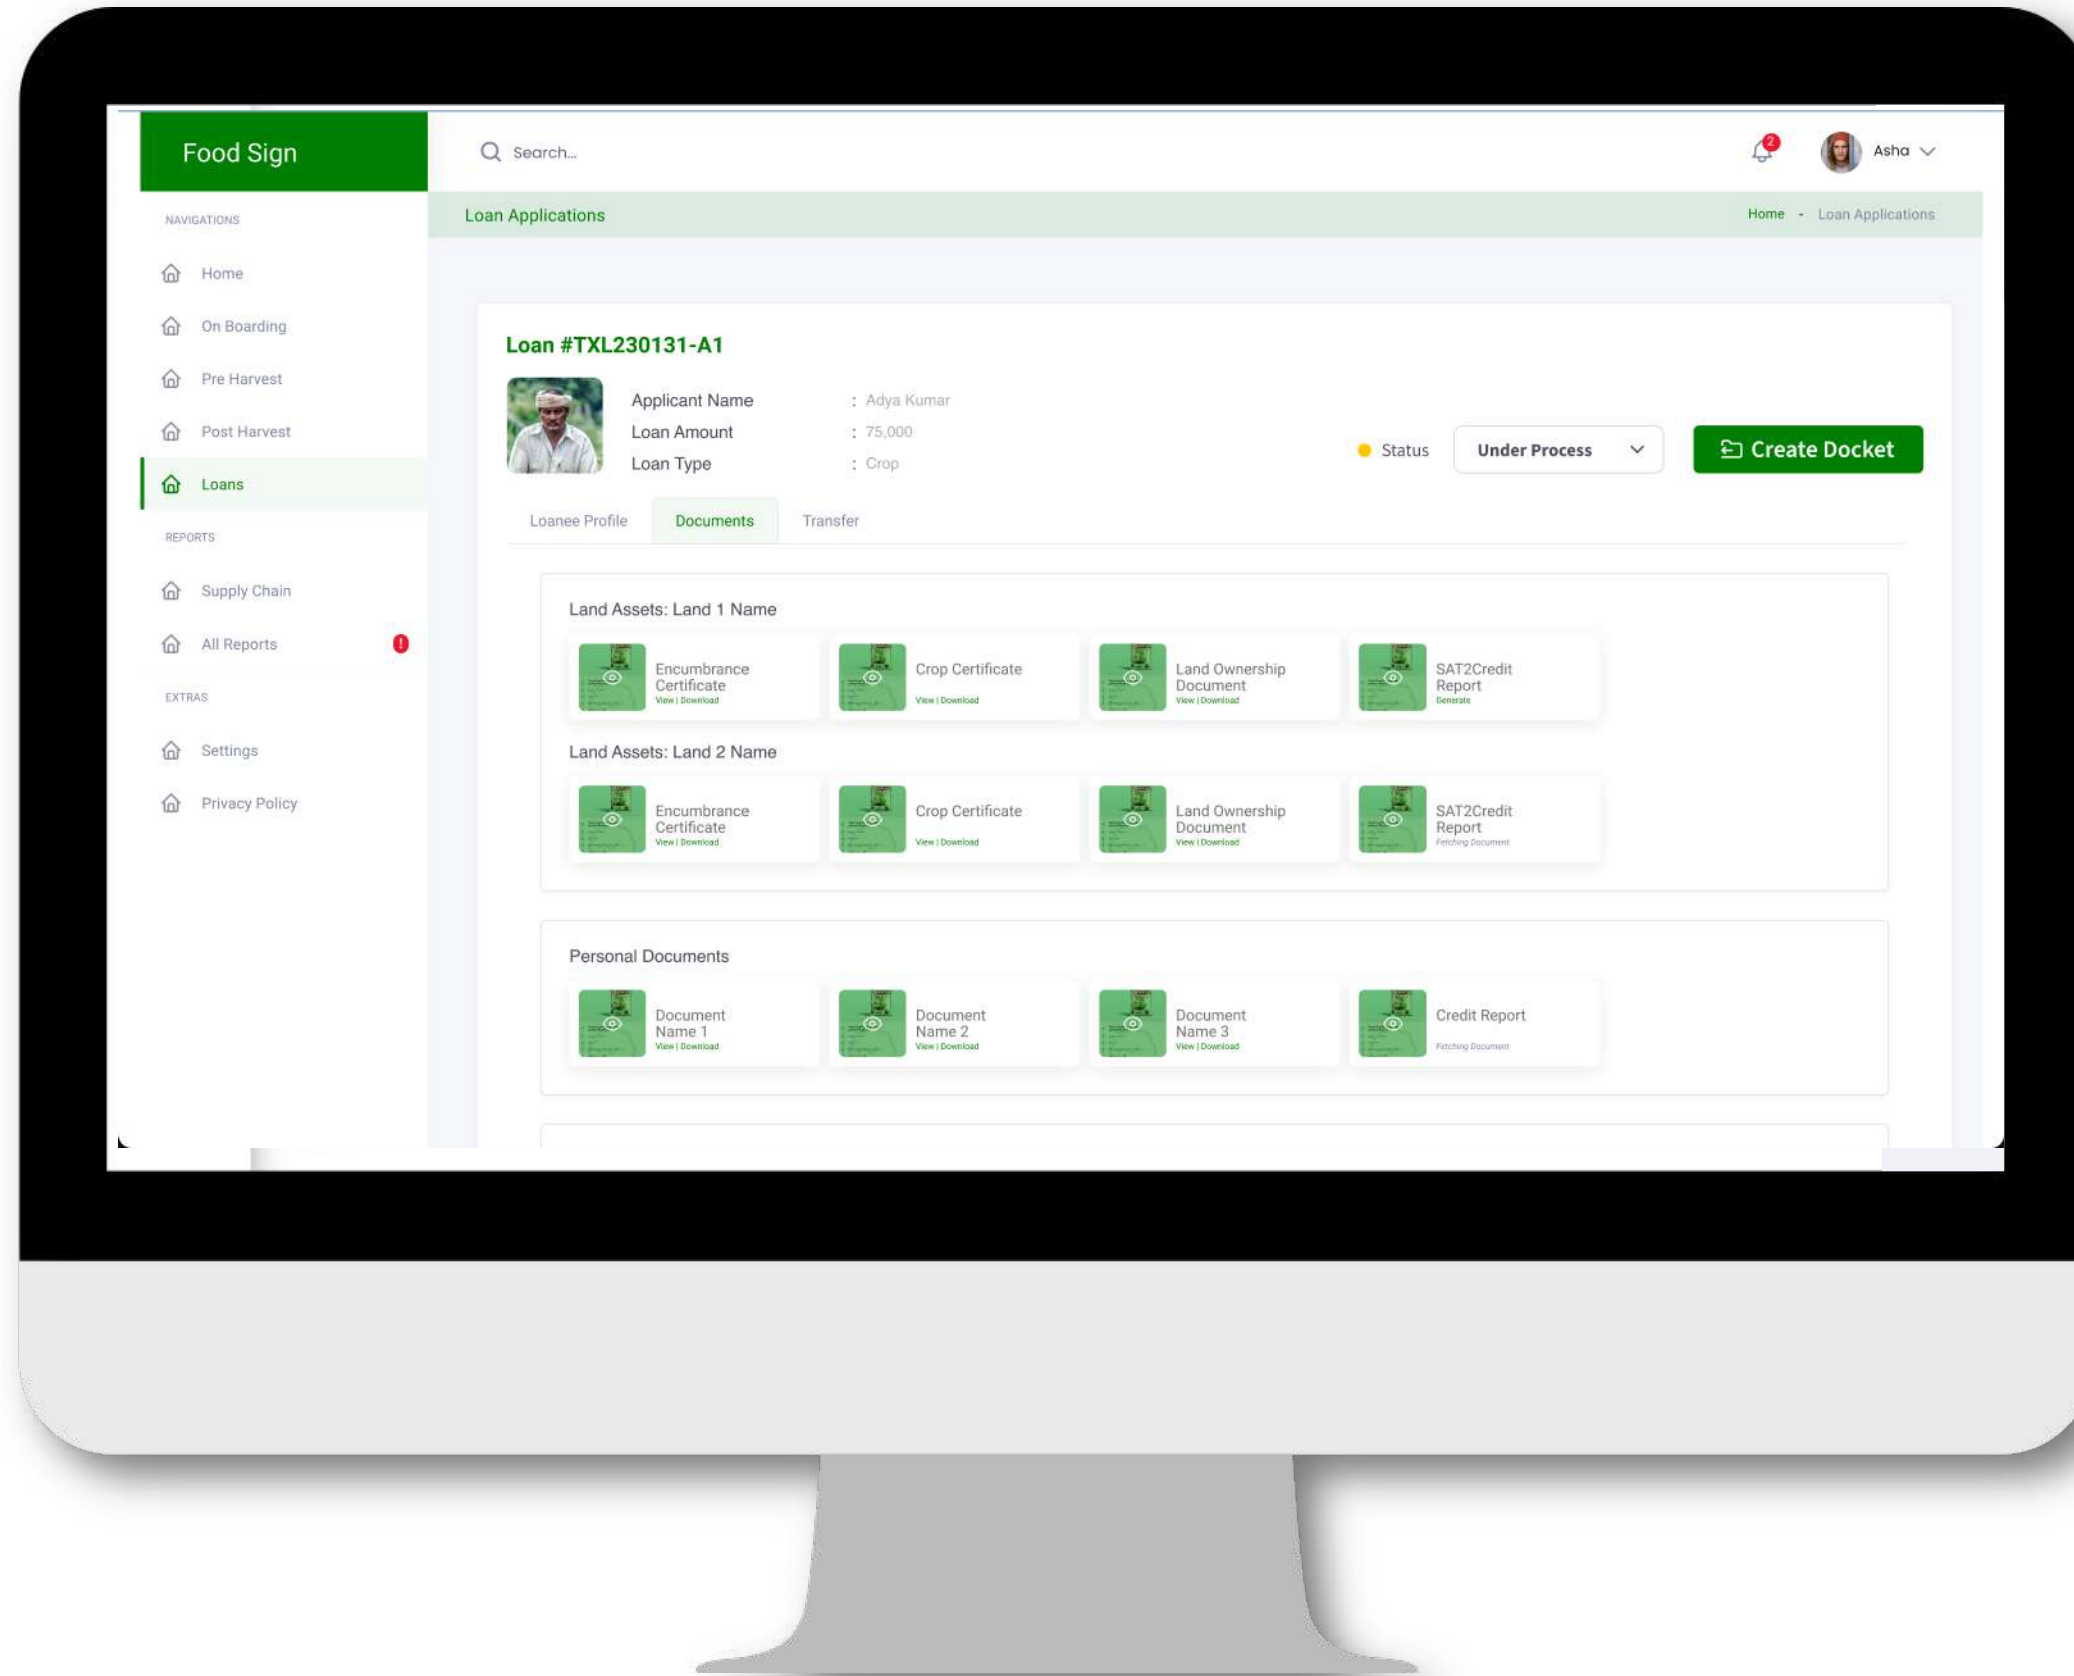 Food Sign
Search...
2
Asha
NAVIGATIONS
Loan Applications
Home - Loan Applications
Home
On Boarding
Pre Harvest
Post Harvest
Loans
REPORTS
Supply Chain
All Reports !
EXTRAS
Settings
Privacy Policy
Loan #TXL230131-A1
Applicant Name : Adya Kumar
Loan Amount : 75,000
Loan Type : Crop
Status Under Process
Create Docket
Loanee Profile Documents Transfer
Land Assets: Land 1 Name
Encumbrance
Certificate
View | Download
Crop Certificate
View | Download
Land Ownership
Document
View | Download
SAT2Credit
Report
Generate
Land Assets: Land 2 Name
Encumbrance
Certificate
View | Download
Crop Certificate
View | Download
Land Ownership
Document
View | Download
SAT2Credit
Report
Fetching Document
Personal Documents
Document
Name 1
View | Download
Document
Name 2
View | Download
Document
Name 3
View | Download
Credit Report
Fetching Document